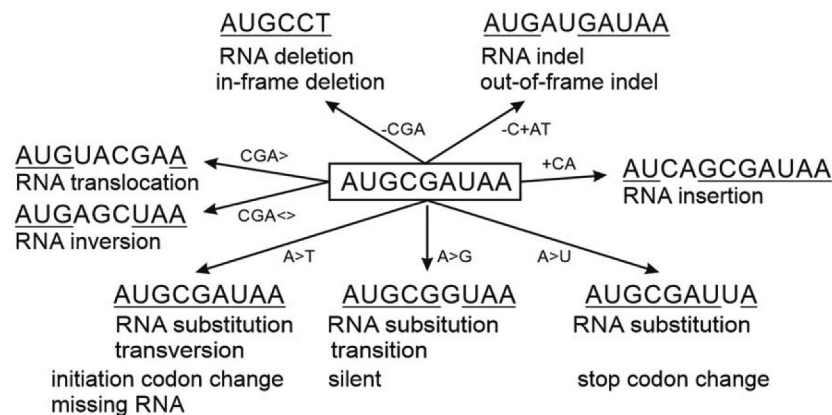 AUGCCT
RNA deletion
in-frame deletion
AUGAUGAUAA
RNA indel
out-of-frame indel
-CGA
-C+AT
AUGUACGAA
RNA translocation
CGA>
AUGCGAUAA
+CA
AUCAGCGAUAA
RNA insertion
AUGAGCUAA
RNA inversion
CGA<>
A>T
A>G
A>U
AUGCGAUAA
RNA substitution
transversion
initiation codon change
missing RNA
AUGCGGUAA
RNA subsitution
transition
silent
AUGCGAUUA
RNA substitution
stop codon change